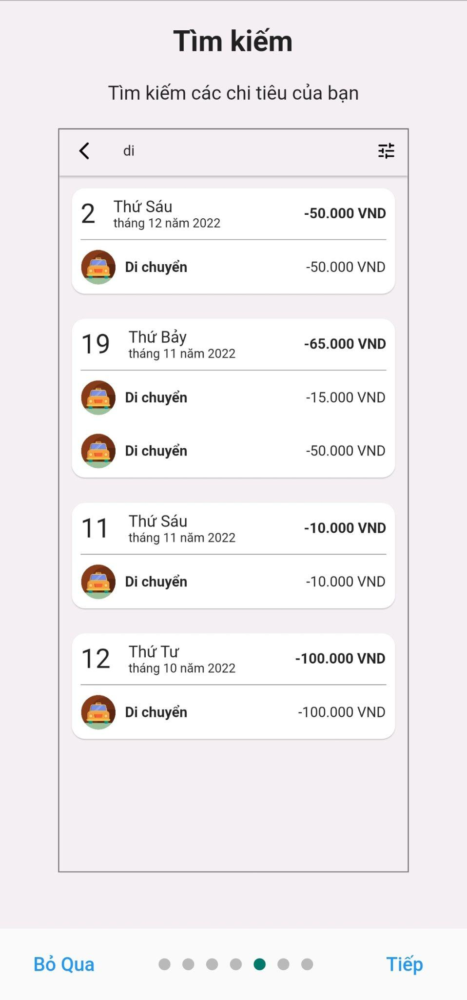 Tìm kiếm
Tìm kiếm các chi tiêu của bạn
di
2 Thứ Sáu -50.000 VND
tháng 12 năm 2022
Di chuyển -50.000 VND
19 Thứ Bảy -65.000 VND
tháng 11 năm 2022
Di chuyển -15.000 VND
Di chuyển -50.000 VND
11 Thứ Sáu -10.000 VND
tháng 11 năm 2022
Di chuyển -10.000 VND
12 Thứ Tư -100.000 VND
tháng 10 năm 2022
Di chuyển -100.000 VND
Bỏ Qua Tiếp